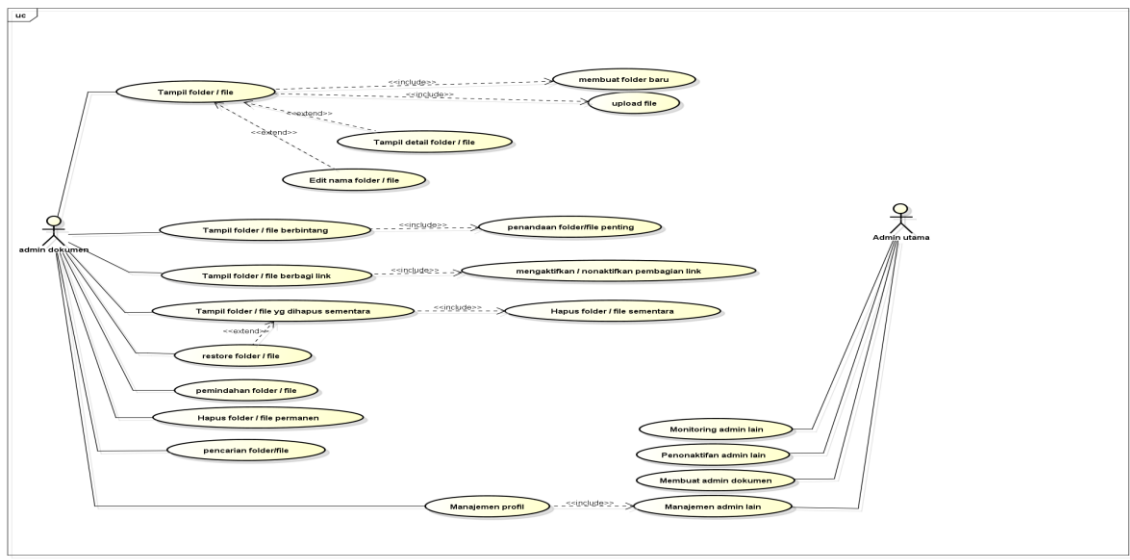 uc
<<include>>
membuat folder baru
Tampil folder / file
<<include>>
upload file
<<extend>>
<<extend>>
Tampil detail folder / file
Edit nama folder / file
admin dokumen
Tampil folder / file berbintang
<<include>>
penandaan folder/file penting
Admin utama
Tampil folder / file berbagi link
<<include>>
mengaktifkan / nonaktifkan pembagian link
Tampil folder / file yg dihapus sementara
<<include>>
Hapus folder / file sementara
<<extend>>
restore folder / file
pemindahan folder / file
Hapus folder / file permanen
pencarian folder/file
Monitoring admin lain
Penonaktifan admin lain
Membuat admin dokumen
Manajemen profil
<<include>>
Manajemen admin lain